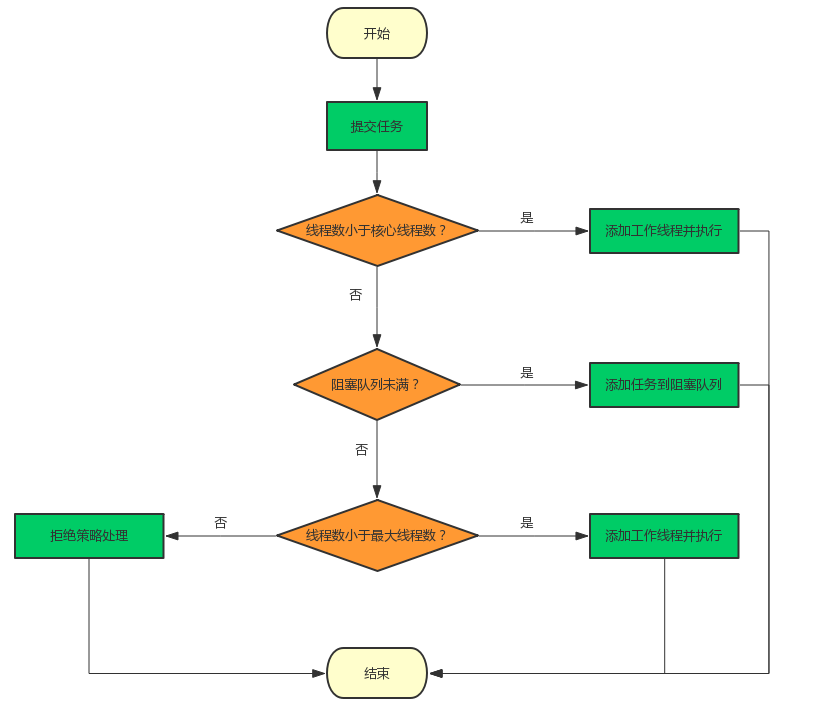 开始
提交任务
线程数小于核心线程数？
是
添加工作线程并执行
否
阻塞队列未满？
是
添加任务到阻塞队列
否
线程数小于最大线程数？
是
添加工作线程并执行
否
拒绝策略处理
结束